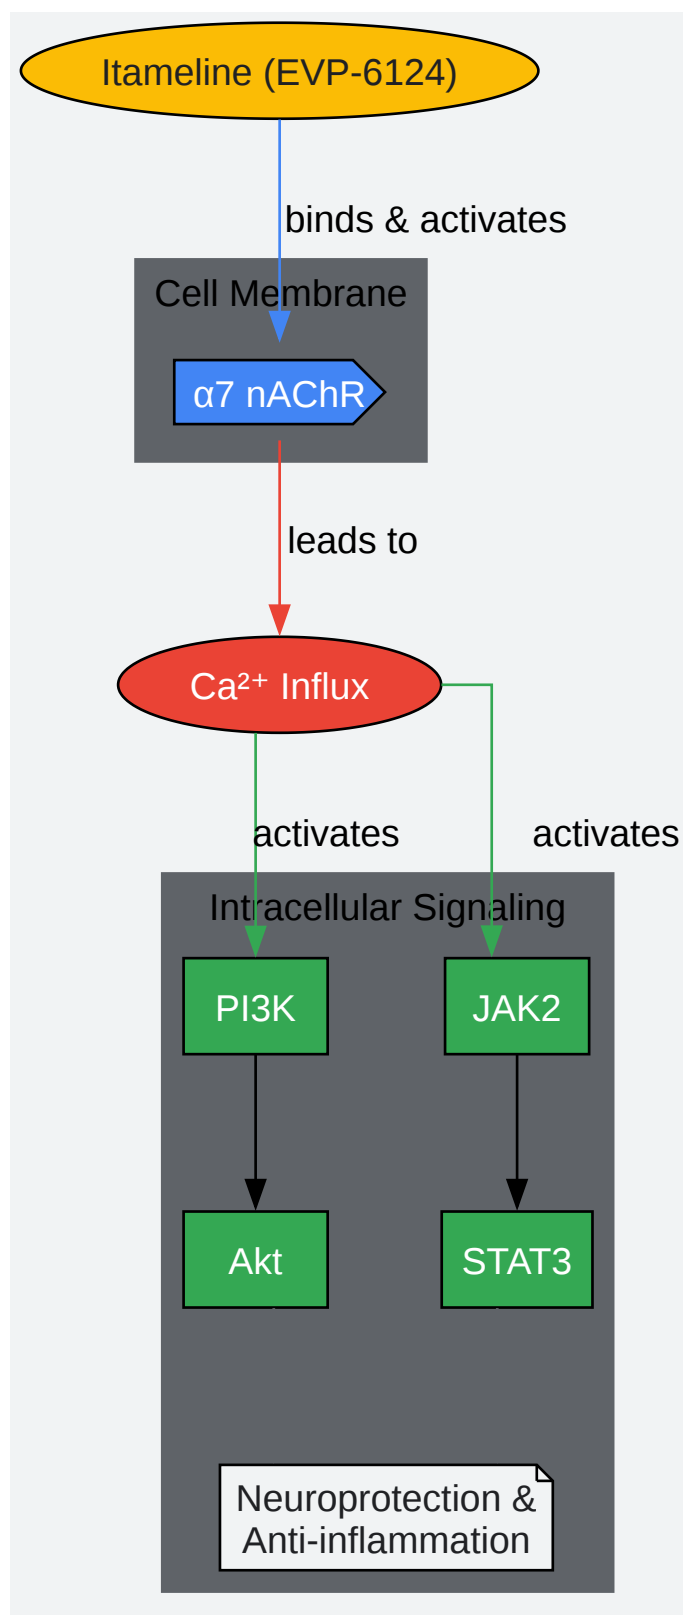 Itameline (EVP-6124)
binds & activates
Cell Membrane
α7 nAChR
leads to
Ca²⁺ Influx
activates
activates
Intracellular Signaling
PI3K
JAK2
Akt
STAT3
Neuroprotection &
Anti-inflammation